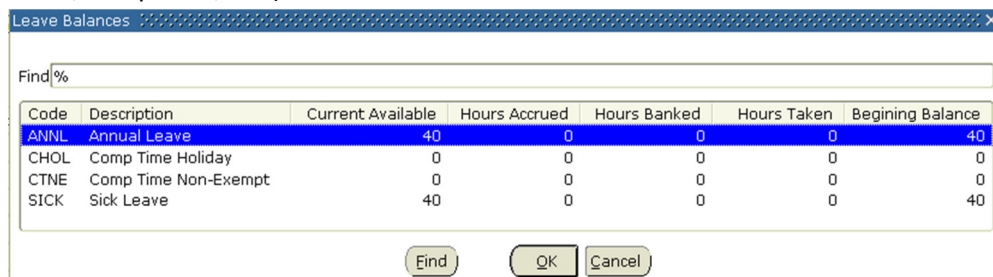 Leave Balances
Find %
Code Description Current Available Hours Accrued Hours Banked Hours Taken Begining Balance
ANNL Annual Leave 40 0 0 0 40
CHOL Comp Time Holiday 0 0 0 0 0
CTNE Comp Time Non-Exempt 0 0 0 0 0
SICK Sick Leave 40 0 0 0 40
Find OK Cancel